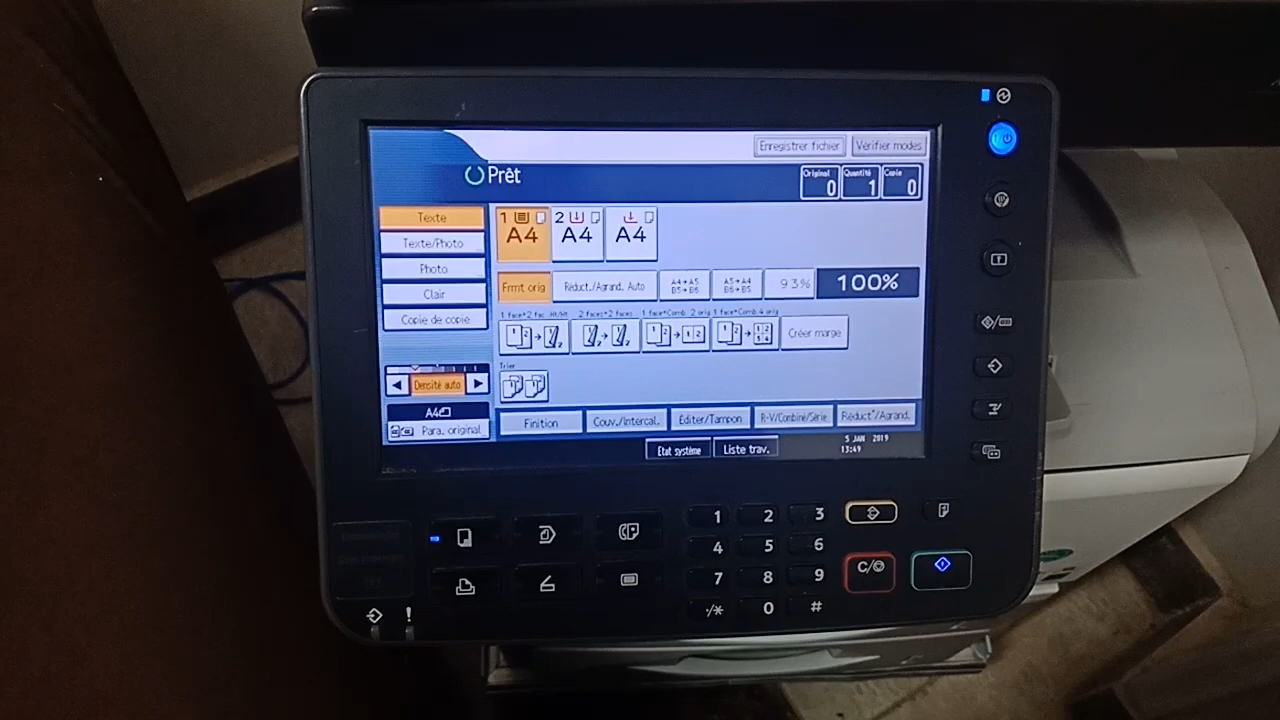 Enregistrer fichier Vérifier modes
Prêt
Original Quantité Copie
0 1 0
Texte
Texte/Photo
Photo
Clair
Copie de copie
1 A4
2 A4
A4
Frmt orig Réduct./Agrand. Auto A4→A5 B5→B6 A5→A4 B6→B5 93% 100%
1 face→2 fac .Ht/Ht 2 faces→2 faces 1 face→Comb. 2 orig 1 face→Comb.4 orig
Créer marge
Trier
Densité auto
A4
Para. original
Finition Couv./Intercal. Éditer/Tampon R-V/Combiné/Série Réduct°/Agrand.
Etat système Liste trav. 5 JAN 2019
13:49
1 2 3
4 5 6
7 8 9
./* 0 #
C/